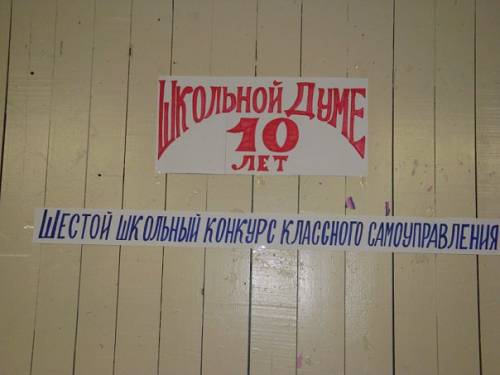 ШКОЛЬНОЙ ДУМЕ
10
ЛЕТ
ШЕСТОЙ ШКОЛЬНЫЙ КОНКУРС КЛАССНОГО САМОУПРАВЛЕНИЯ